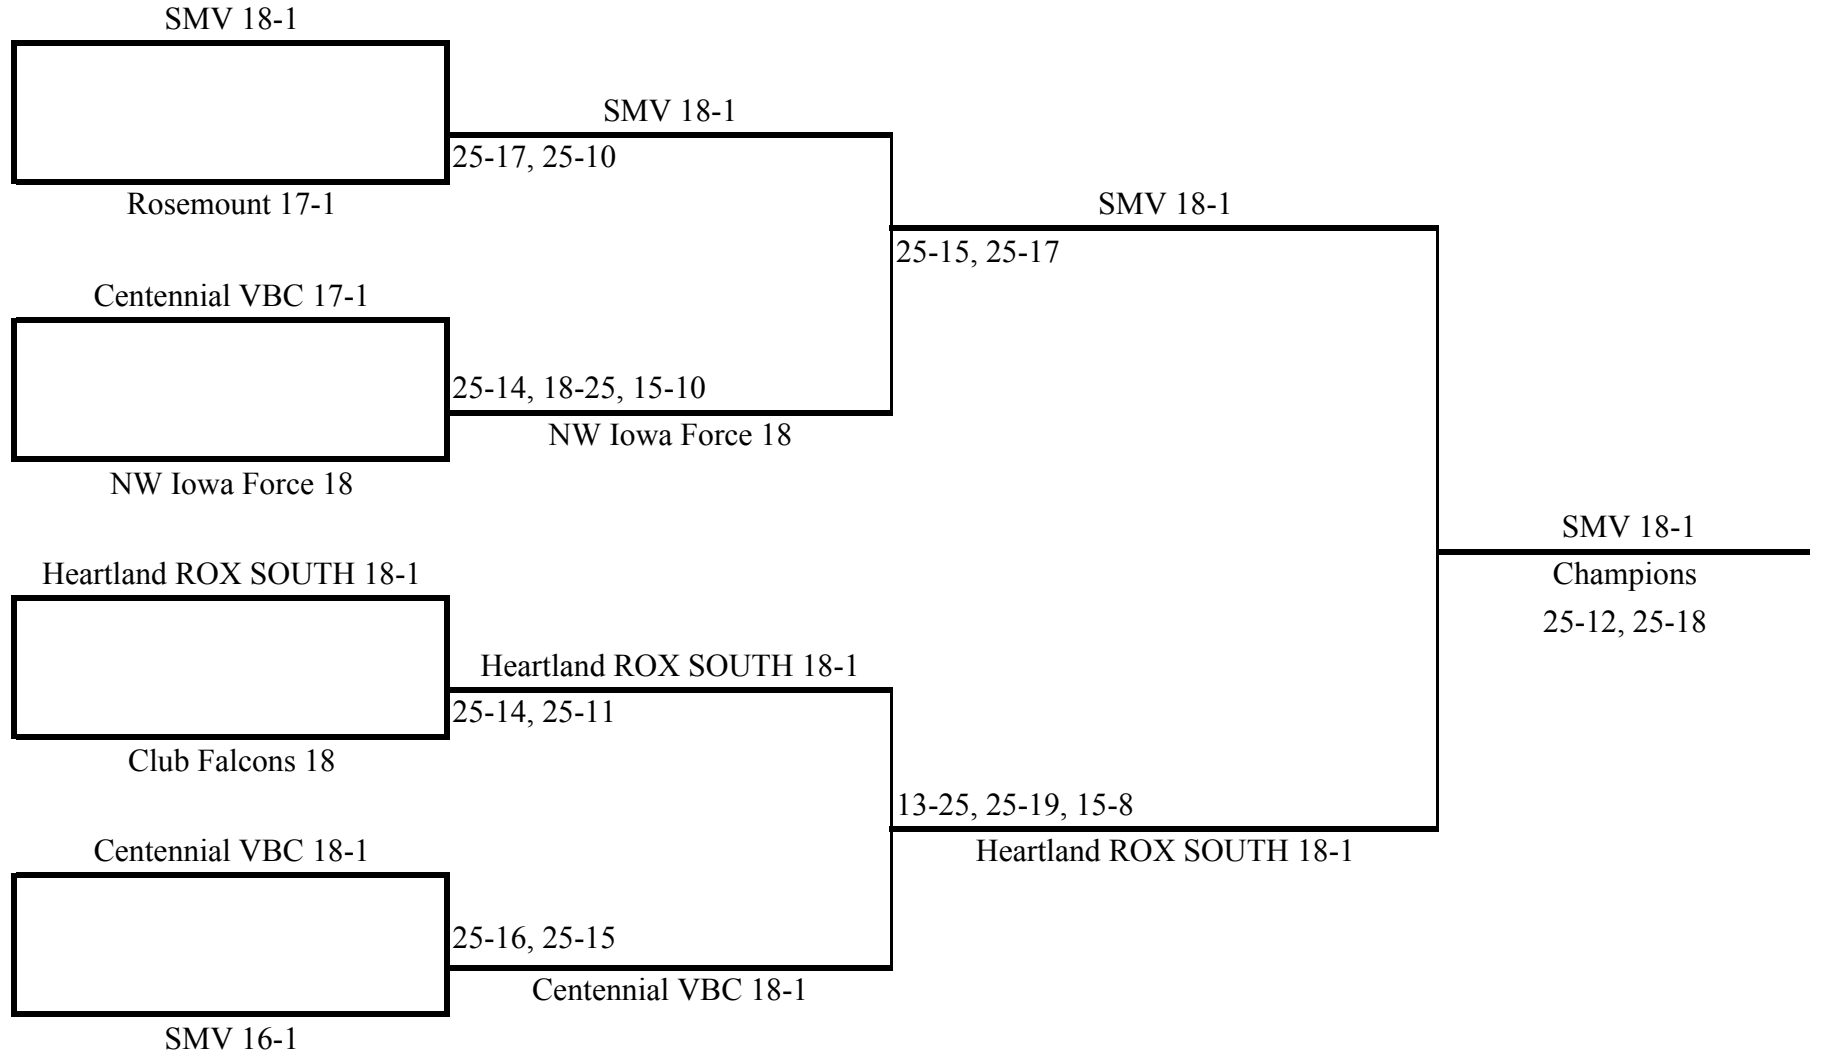 SMV 18-1
SMV 18-1
25-17, 25-10
Rosemount 17-1
SMV 18-1
25-15, 25-17
Centennial VBC 17-1
25-14, 18-25, 15-10
NW Iowa Force 18
NW Iowa Force 18
SMV 18-1
Champions
25-12, 25-18
Heartland ROX SOUTH 18-1
Heartland ROX SOUTH 18-1
25-14, 25-11
Club Falcons 18
13-25, 25-19, 15-8
Heartland ROX SOUTH 18-1
Centennial VBC 18-1
25-16, 25-15
Centennial VBC 18-1
SMV 16-1